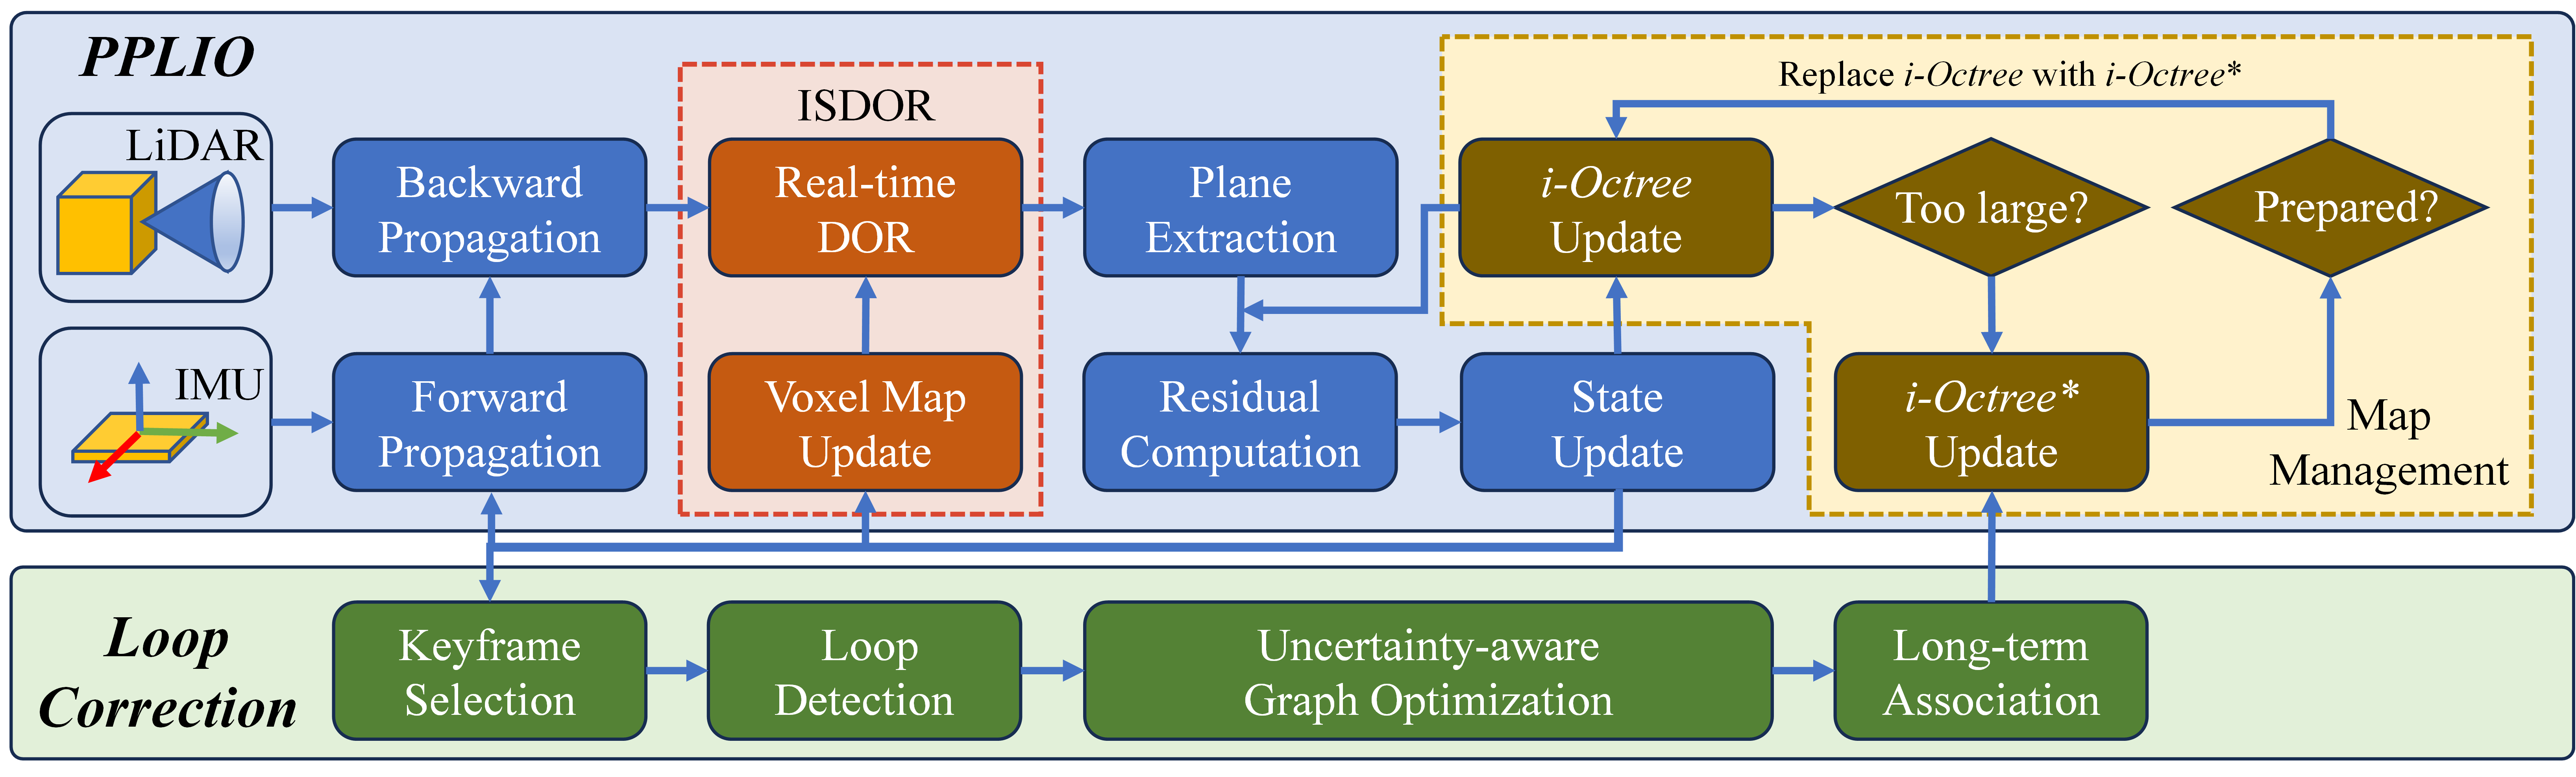 PPLIO
LiDAR
IMU
Backward
Propagation
Forward
Propagation
ISDOR
Real-time
DOR
Voxel Map
Update
Plane
Extraction
Residual
Computation
State
Update
Replace i-Octree with i-Octree*
i-Octree
Update
Too large?
Prepared?
i-Octree*
Update
Map
Management
Loop
Correction
Keyframe
Selection
Loop
Detection
Uncertainty-aware
Graph Optimization
Long-term
Association